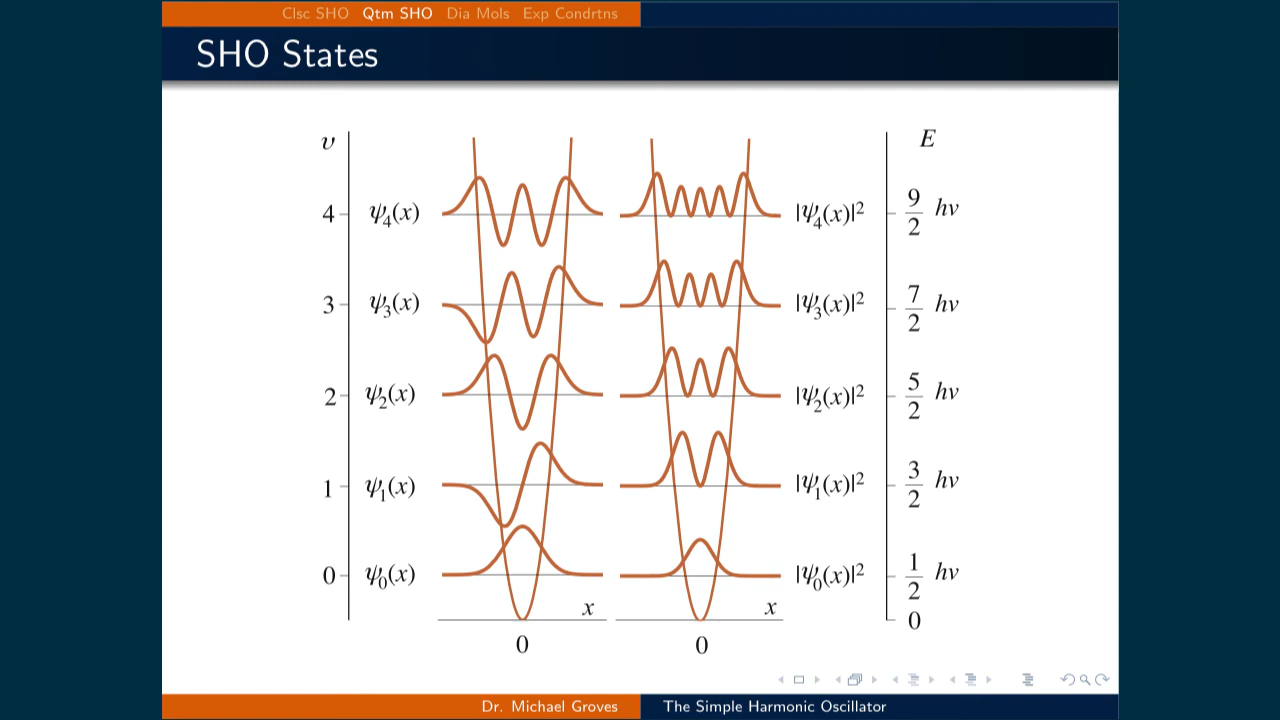 Clsc SHO Qtm SHO Dia Mols Exp Condrtns
SHO States
υ E
4 ψ₄(x) |ψ₄(x)|² 9/2 hν
3 ψ₃(x) |ψ₃(x)|² 7/2 hν
2 ψ₂(x) |ψ₂(x)|² 5/2 hν
1 ψ₁(x) |ψ₁(x)|² 3/2 hν
0 ψ₀(x) |ψ₀(x)|² 1/2 hν
x x 0
0 0
Dr. Michael Groves The Simple Harmonic Oscillator